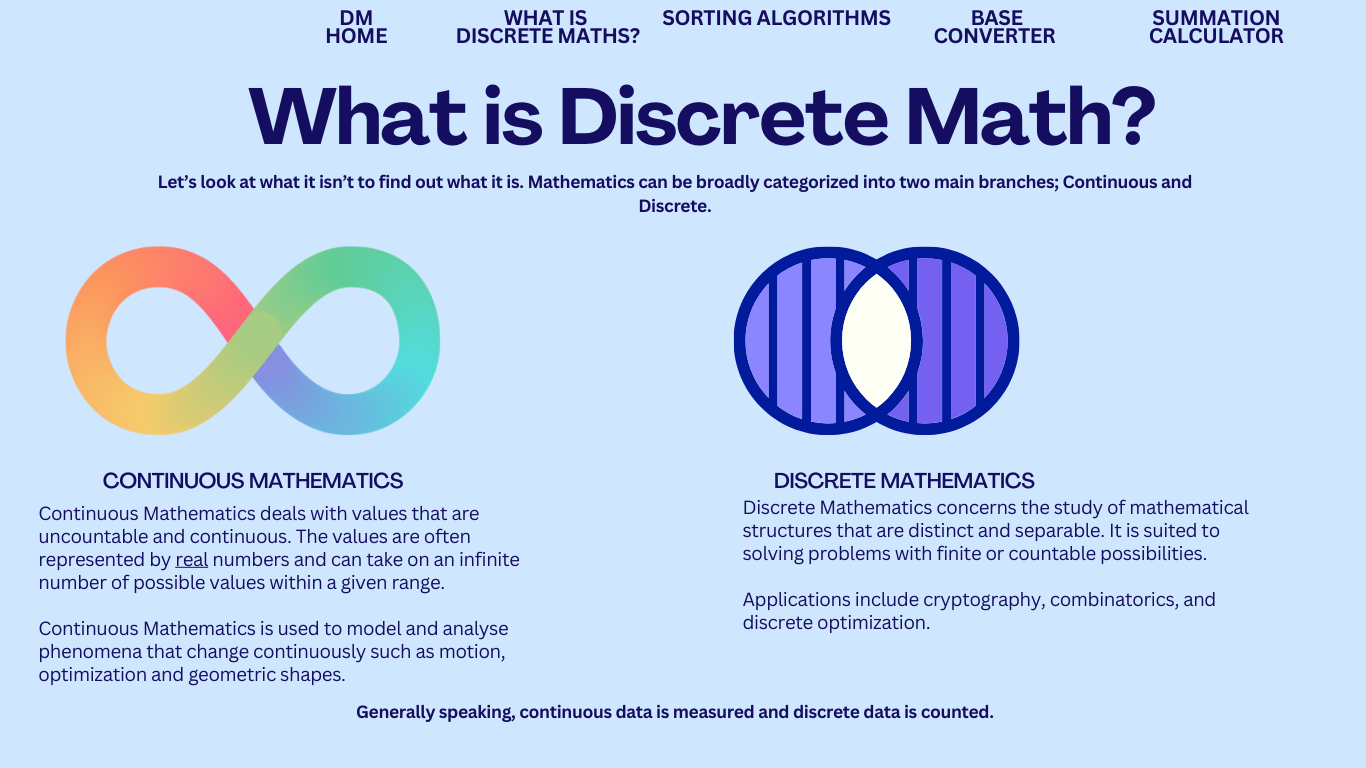 DM
HOME
WHAT IS
DISCRETE MATHS?
SORTING ALGORITHMS
BASE
CONVERTER
SUMMATION
CALCULATOR
What is Discrete Math?
Let’s look at what it isn’t to find out what it is. Mathematics can be broadly categorized into two main branches; Continuous and
Discrete.
CONTINUOUS MATHEMATICS
Continuous Mathematics deals with values that are
uncountable and continuous. The values are often
represented by real numbers and can take on an infinite
number of possible values within a given range.
Continuous Mathematics is used to model and analyse
phenomena that change continuously such as motion,
optimization and geometric shapes.
DISCRETE MATHEMATICS
Discrete Mathematics concerns the study of mathematical
structures that are distinct and separable. It is suited to
solving problems with finite or countable possibilities.
Applications include cryptography, combinatorics, and
discrete optimization.
Generally speaking, continuous data is measured and discrete data is counted.